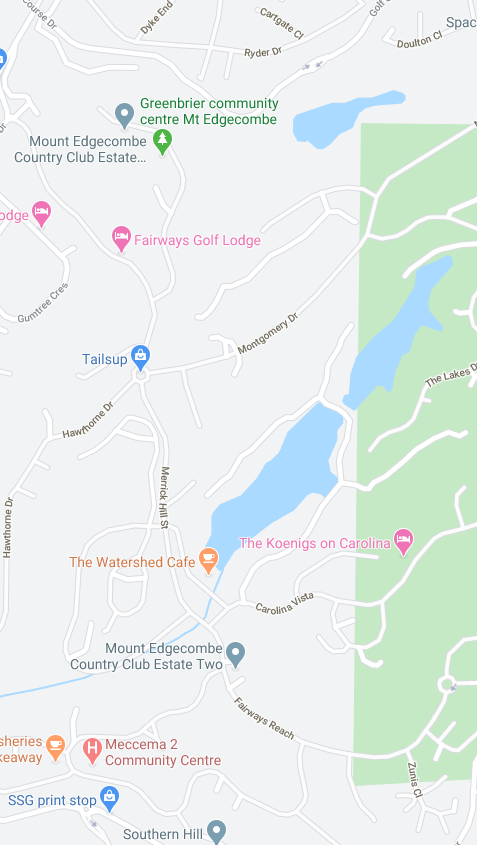 Course Dr
Dyke End
Cartgate Cl
Golf
Spac
Doulton Cl
Ryder Dr
Greenbrier community
centre Mt Edgecombe
Mount Edgecombe
Country Club Estate...
Dr
odge
Fairways Golf Lodge
Gumtree Cres
Montgomery Dr
Tailsup
The Lakes D
Hawthorne Dr
Merrick Hill St
Hawthorne Dr
The Koenigs on Carolina
The Watershed Cafe
Carolina Vista
Mount Edgecombe
Country Club Estate Two
Fairways Reach
sheries
keaway
Meccema 2
Community Centre
Zunis Cl
SSG print stop
Southern Hill